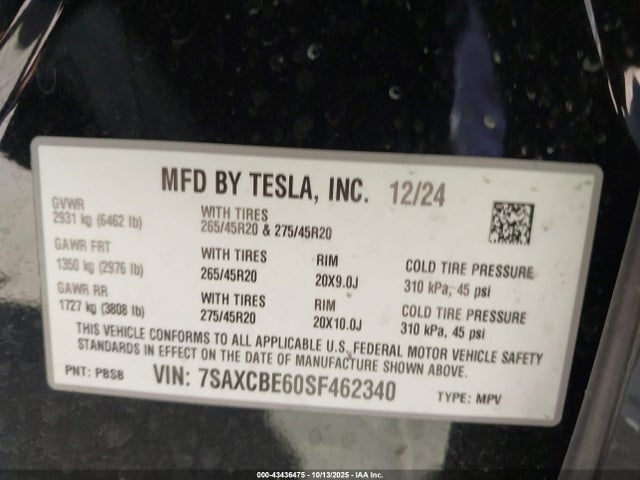 MFD BY TESLA, INC. 12/24
GVWR
2931 kg (6462 lb)
WITH TIRES
265/45R20 & 275/45R20
GAWR FRT
1350 kg (2976 lb)
WITH TIRES
265/45R20
RIM
20X9.0J
COLD TIRE PRESSURE
310 kPa, 45 psi
GAWR RR
1727 kg (3808 lb)
WITH TIRES
275/45R20
RIM
20X10.0J
COLD TIRE PRESSURE
310 kPa, 45 psi
THIS VEHICLE CONFORMS TO ALL APPLICABLE U.S. FEDERAL MOTOR VEHICLE SAFETY
STANDARDS IN EFFECT ON THE DATE OF MANUFACTURE SHOWN ABOVE.
PNT: PBSB VIN: 7SAXCBE60SF462340 TYPE: MPV
000-43436475 - 10/13/2025 - IAA Inc.